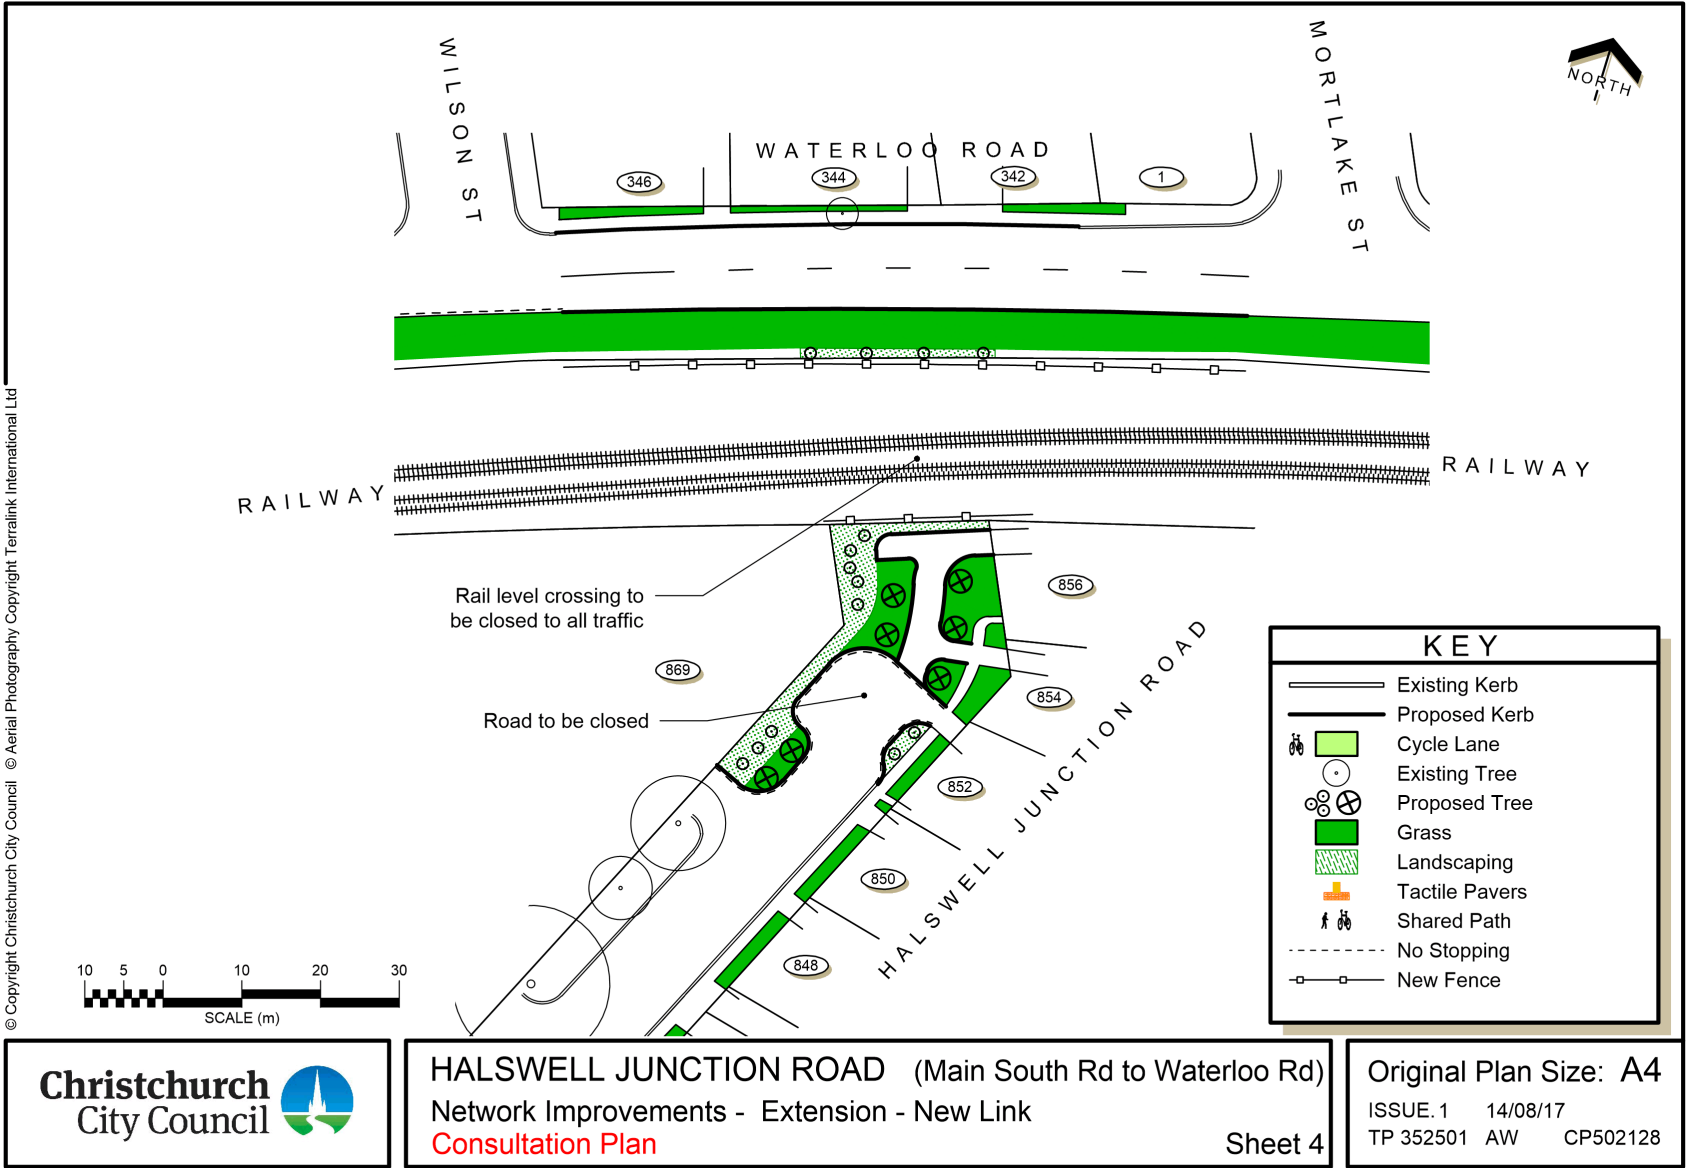 WILSON ST
MORTLAKE ST
NORTH
WATERLOO ROAD
346
344
342
1
RAILWAY
RAILWAY
Rail level crossing to
be closed to all traffic
856
869
854
Road to be closed
852
850
848
HALSWELL JUNCTION ROAD
KEY
Existing Kerb
Proposed Kerb
Cycle Lane
Existing Tree
Proposed Tree
Grass
Landscaping
Tactile Pavers
Shared Path
No Stopping
New Fence
© Copyright Christchurch City Council © Aerial Photography Copyright Terralink International Ltd
10 5 0 10 20 30
SCALE (m)
Christchurch
City Council
HALSWELL JUNCTION ROAD (Main South Rd to Waterloo Rd)
Network Improvements - Extension - New Link
Consultation Plan
Sheet 4
Original Plan Size: A4
ISSUE. 1 14/08/17
TP 352501 AW CP502128